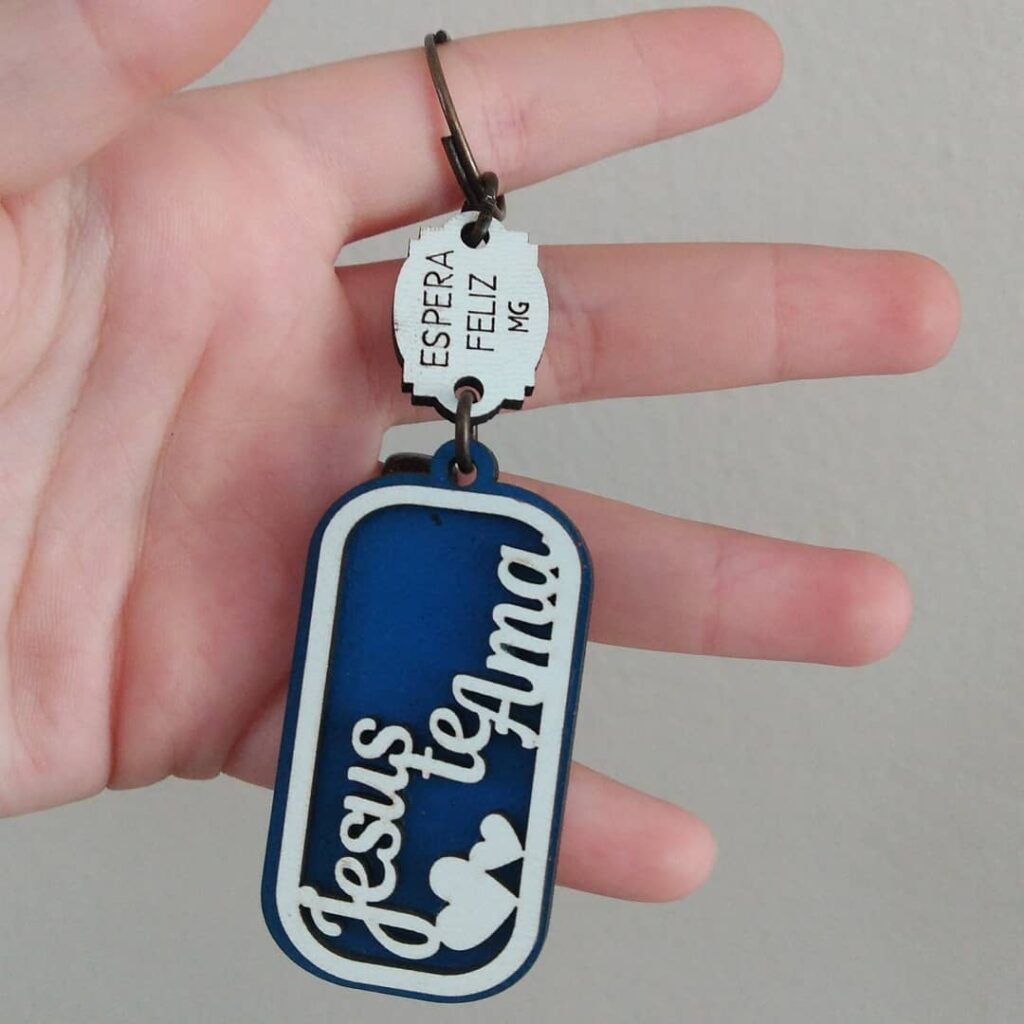 ESPERA
FELIZ
MG
Jesus
te Ama